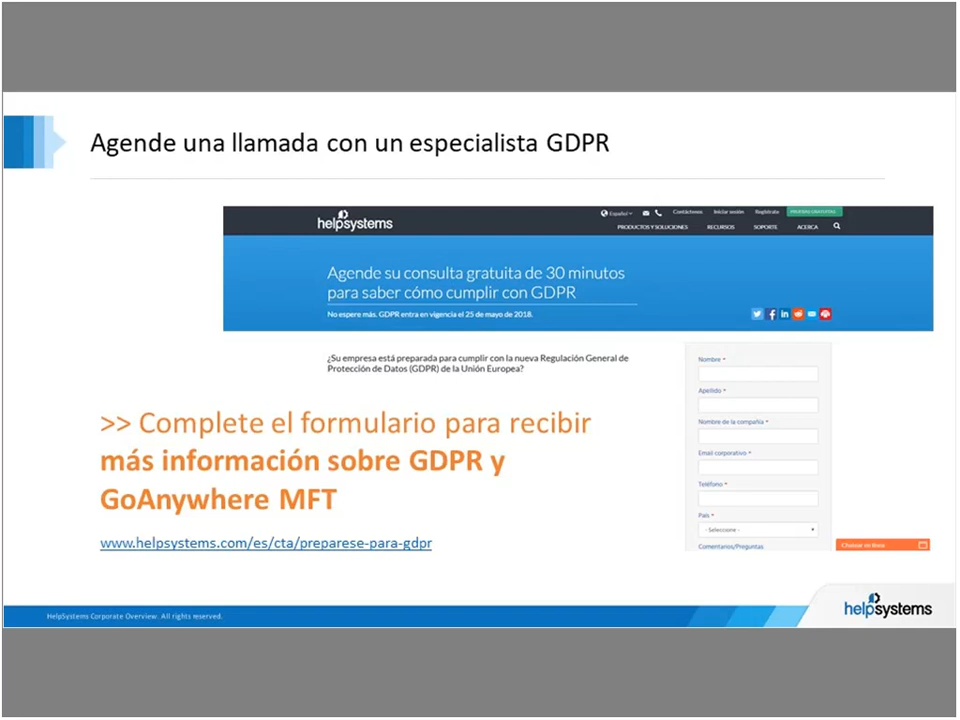 Agende una llamada con un especialista GDPR
helpsystems
Español
Contáctenos
Iniciar sesión
Regístrate
PRUEBAS GRATUITAS
PRODUCTOS Y SOLUCIONES
RECURSOS
SOPORTE
ACERCA
Agende su consulta gratuita de 30 minutos
para saber cómo cumplir con GDPR
No espere más. GDPR entra en vigencia el 25 de mayo de 2018.
¿Su empresa está preparada para cumplir con la nueva Regulación General de
Protección de Datos (GDPR) de la Unión Europea?
Nombre *
Apellido *
Nombre de la compañía *
Email corporativo *
Teléfono *
País *
- Seleccione -
Comentarios/Preguntas
Chatear en línea
>> Complete el formulario para recibir
más información sobre GDPR y
GoAnywhere MFT
www.helpsystems.com/es/cta/preparese-para-gdpr
HelpSystems Corporate Overview. All rights reserved.
helpsystems